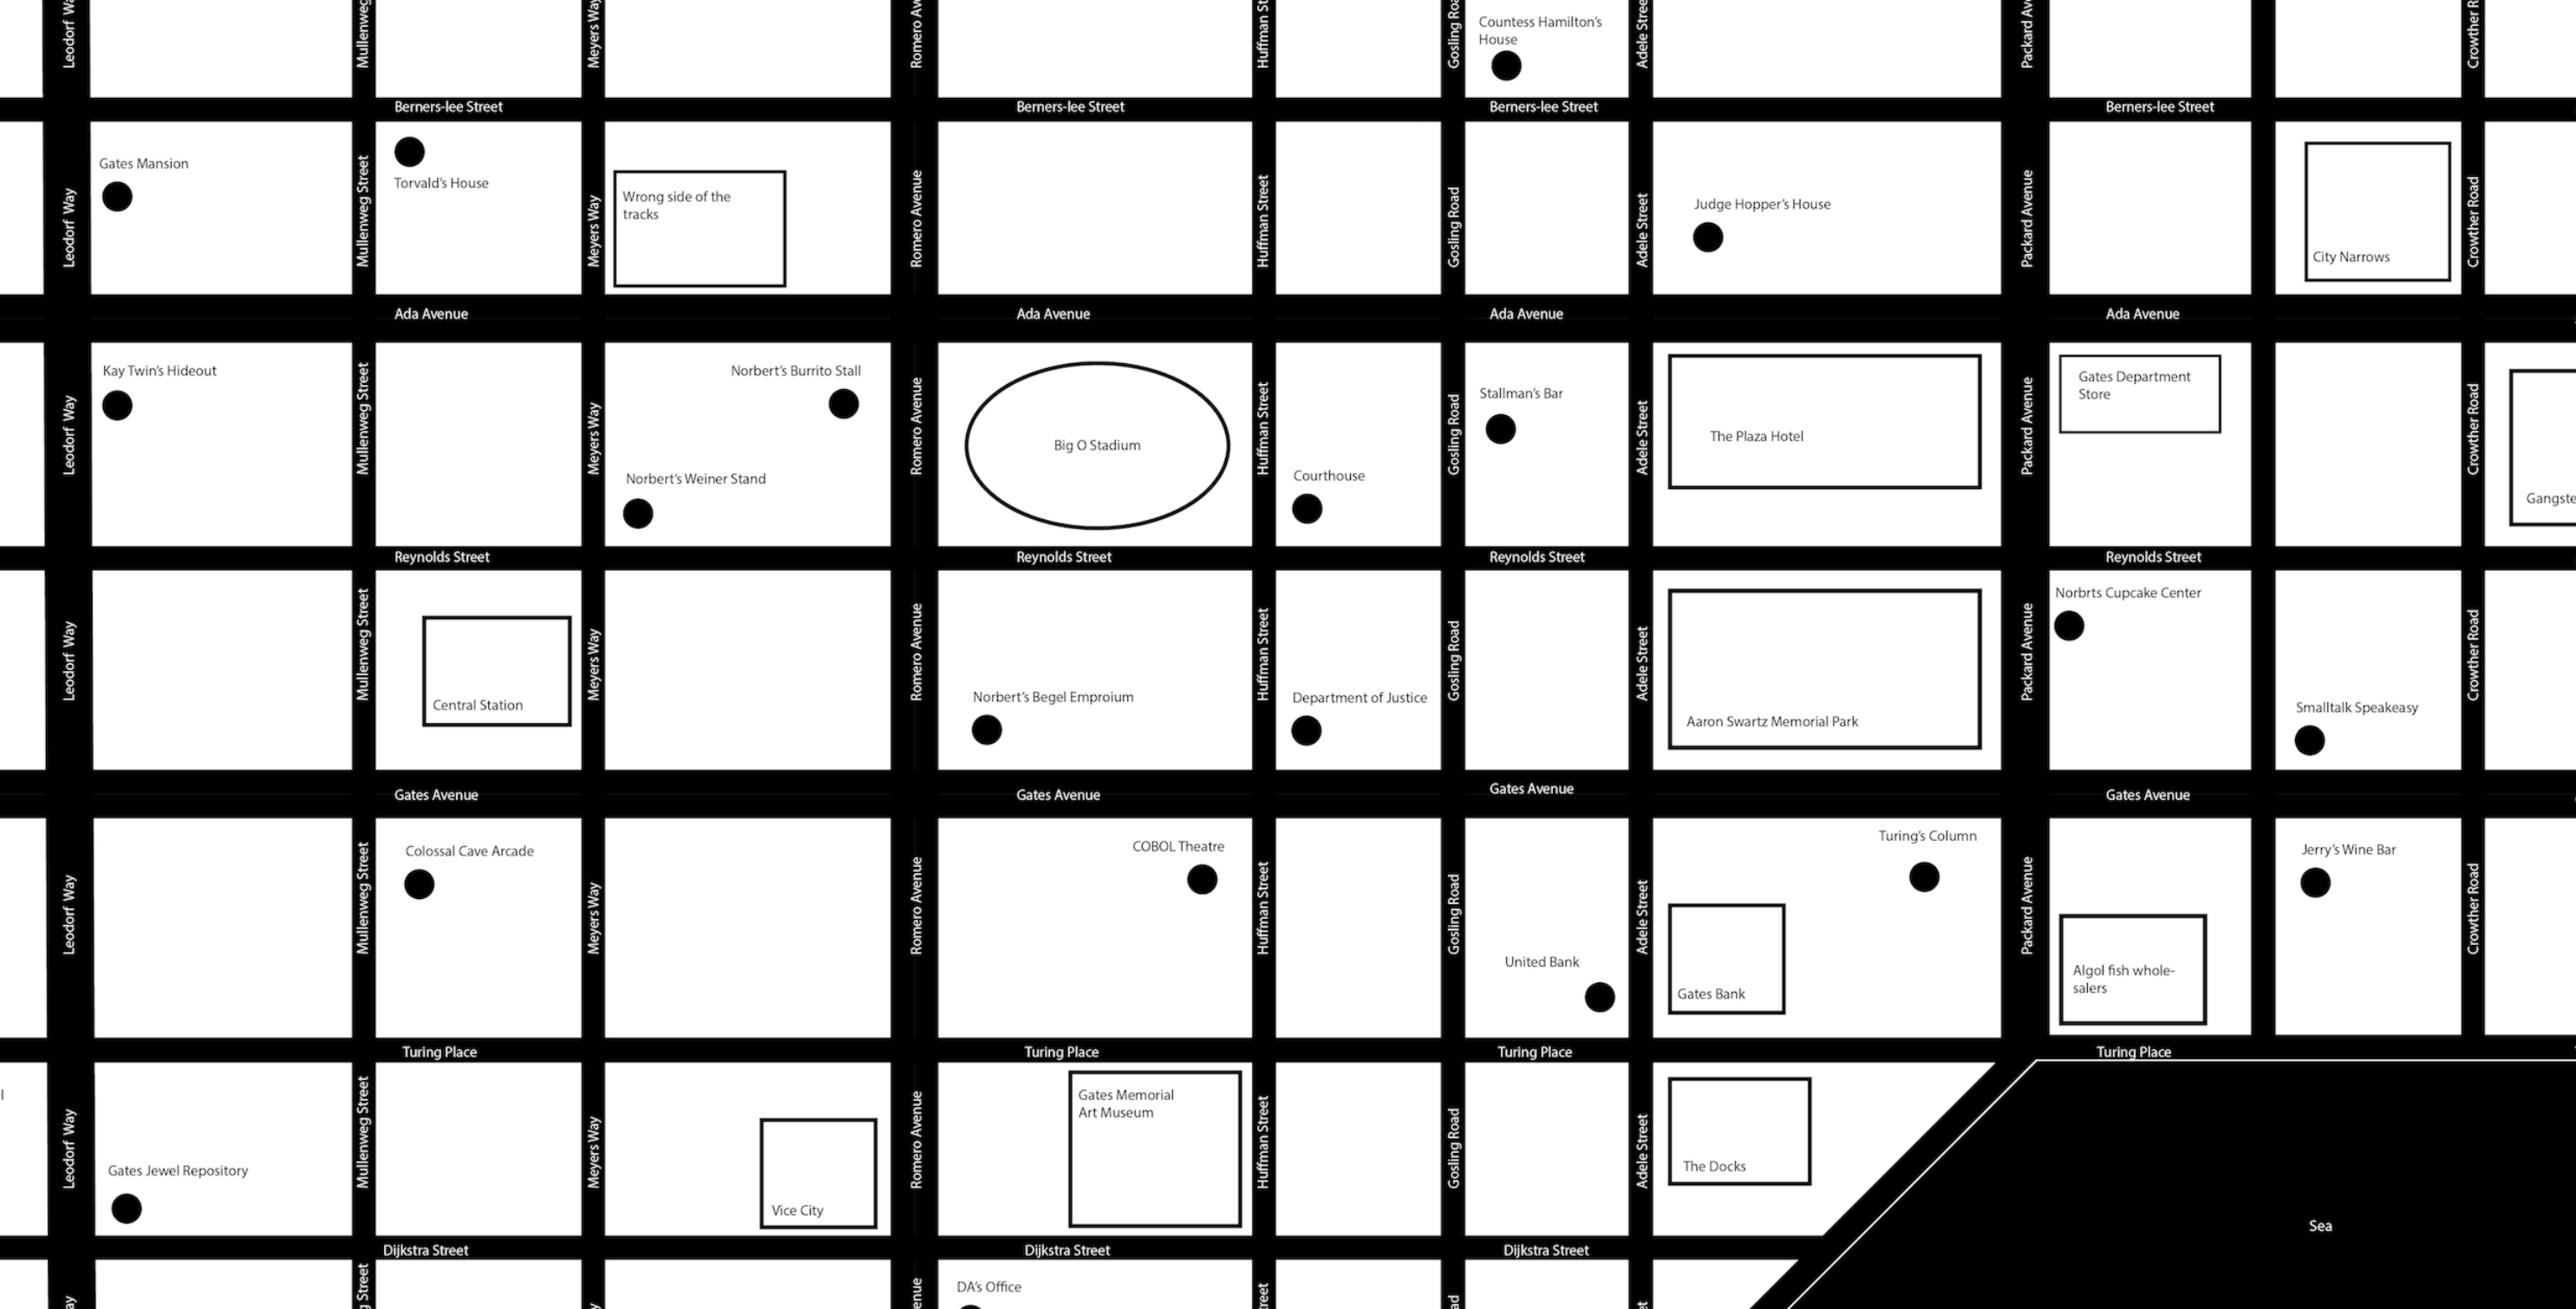 Leodorf Wa
Mullenweg
Meyers Way
Romero Av
Huffman St
Gosling Roa
Countess Hamilton's
House
Adele Stree
Packard Av
Crowther R
Berners-lee Street
Berners-lee Street
Berners-lee Street
Berners-lee Street
Leodorf Way
Gates Mansion
Mullenweg Street
Torvald's House
Meyers Way
Wrong side of the
tracks
Romero Avenue
Huffman Street
Gosling Road
Adele Street
Judge Hopper's House
Packard Avenue
City Narrows
Crowther Road
Ada Avenue
Ada Avenue
Ada Avenue
Ada Avenue
Leodorf Way
Kay Twin's Hideout
Mullenweg Street
Meyers Way
Norbert's Burrito Stall
Norbert's Weiner Stand
Romero Avenue
Big O Stadium
Huffman Street
Courthouse
Gosling Road
Stallman's Bar
Adele Street
The Plaza Hotel
Packard Avenue
Gates Department
Store
Crowther Road
Gangste
Reynolds Street
Reynolds Street
Reynolds Street
Reynolds Street
Leodorf Way
Mullenweg Street
Central Station
Meyers Way
Romero Avenue
Norbert's Begel Emproium
Huffman Street
Department of Justice
Gosling Road
Adele Street
Aaron Swartz Memorial Park
Packard Avenue
Norbrts Cupcake Center
Smalltalk Speakeasy
Crowther Road
Gates Avenue
Gates Avenue
Gates Avenue
Gates Avenue
Leodorf Way
Mullenweg Street
Colossal Cave Arcade
Meyers Way
Romero Avenue
COBOL Theatre
Huffman Street
Gosling Road
United Bank
Adele Street
Turing's Column
Gates Bank
Packard Avenue
Algol fish whole-
salers
Jerry's Wine Bar
Crowther Road
Turing Place
Turing Place
Turing Place
Turing Place
l
Leodorf Way
Gates Jewel Repository
Mullenweg Street
Meyers Way
Vice City
Romero Avenue
Gates Memorial
Art Museum
Huffman Street
Gosling Road
Adele Street
The Docks
Sea
Dijkstra Street
Dijkstra Street
Dijkstra Street
ay
g Street
y
enue
DA's Office
treet
ad
et